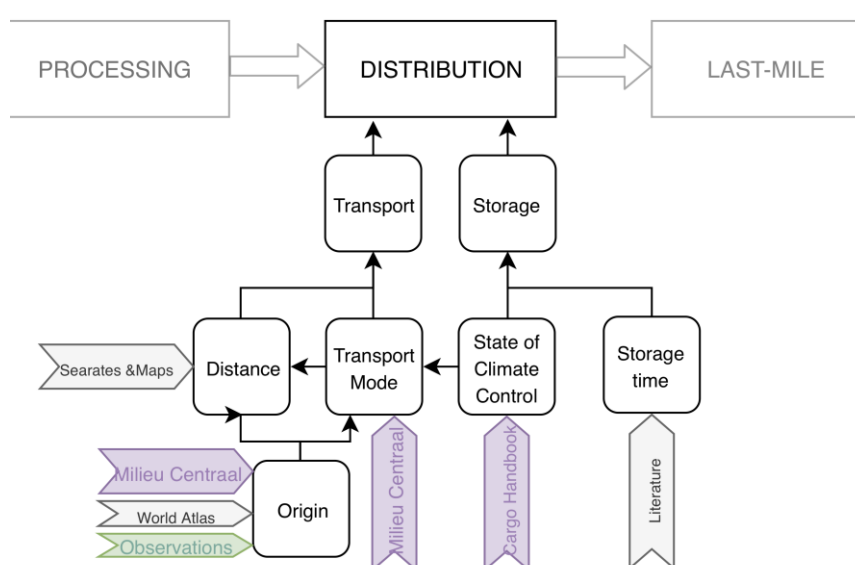 PROCESSING
DISTRIBUTION
LAST-MILE
Transport
Storage
Searates &Maps
Distance
Transport
Mode
State of
Climate
Control
Storage
time
Milieu Centraal
World Atlas
Observations
Origin
Milieu Centraal
Cargo Handbook
Literature